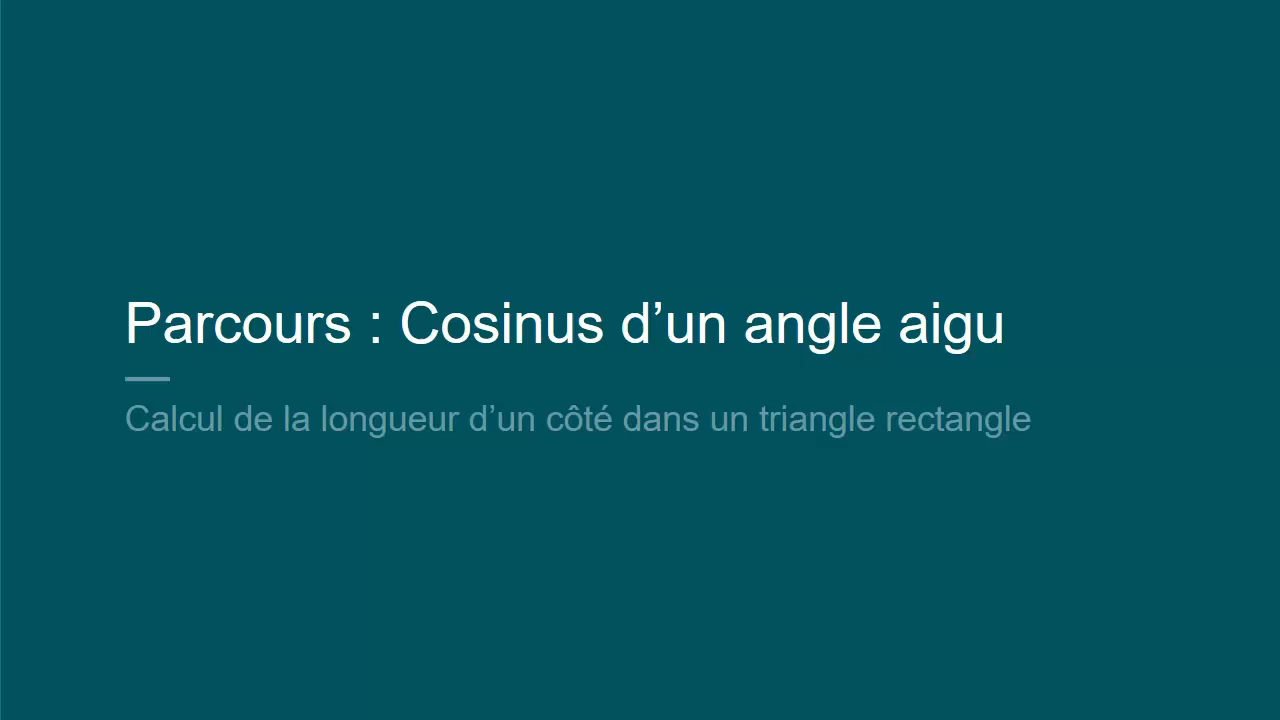 Parcours : Cosinus d’un angle aigu
Calcul de la longueur d’un côté dans un triangle rectangle